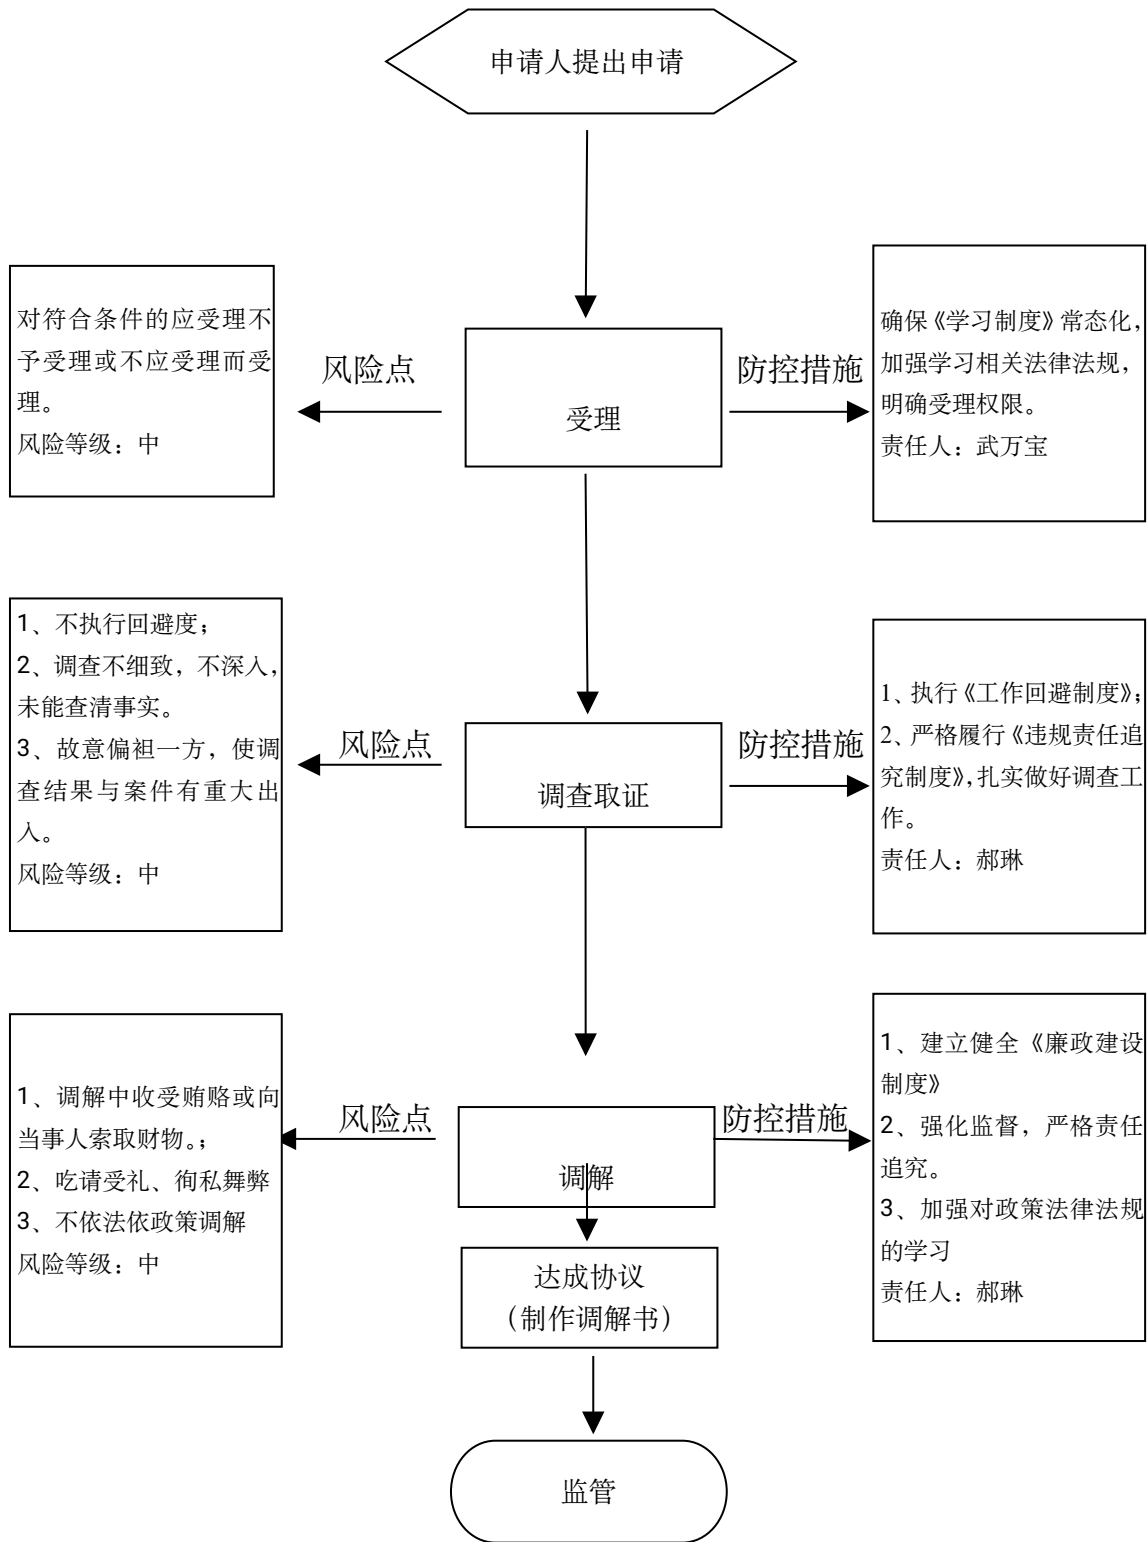 申请人提出申请
对符合条件的应受理不
予受理或不应受理而受
理。
风险等级：中
风险点
受理
防控措施
确保《学习制度》常态化，
加强学习相关法律法规，
明确受理权限。
责任人：武万宝
1、不执行回避度；
2、调查不细致，不深入，
未能查清事实。
3、故意偏袒一方，使调
查结果与案件有重大出
入。
风险等级：中
风险点
调查取证
防控措施
1、执行《工作回避制度》；
2、严格履行《违规责任追
究制度》，扎实做好调查工
作。
责任人：郝琳
1、调解中收受贿赂或向
当事人索取财物。；
2、吃请受礼、徇私舞弊
3、不依法依政策调解
风险等级：中
风险点
调解
防控措施
1、建立健全《廉政建设
制度》
2、强化监督，严格责任
追究。
3、加强对政策法律法规
的学习
责任人：郝琳
达成协议
（制作调解书）
监管